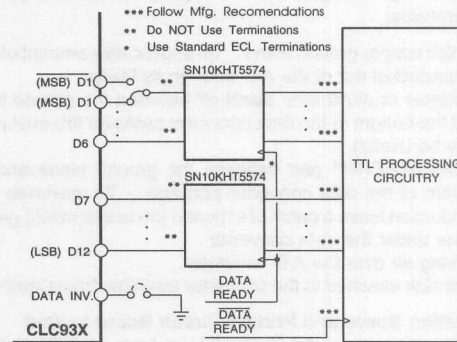 *** Follow Mfg. Recomendations
** Do NOT Use Terminations
* Use Standard ECL Terminations
SN10KHT5574
(MSB) D1
(MSB) D1
D6
**
***
***
*
SN10KHT5574
D7
**
***
***
(LSB) D12
**
TTL PROCESSING
CIRCUITRY
DATA INV.
DATA
READY
DATA
READY
**
***
CLC93X